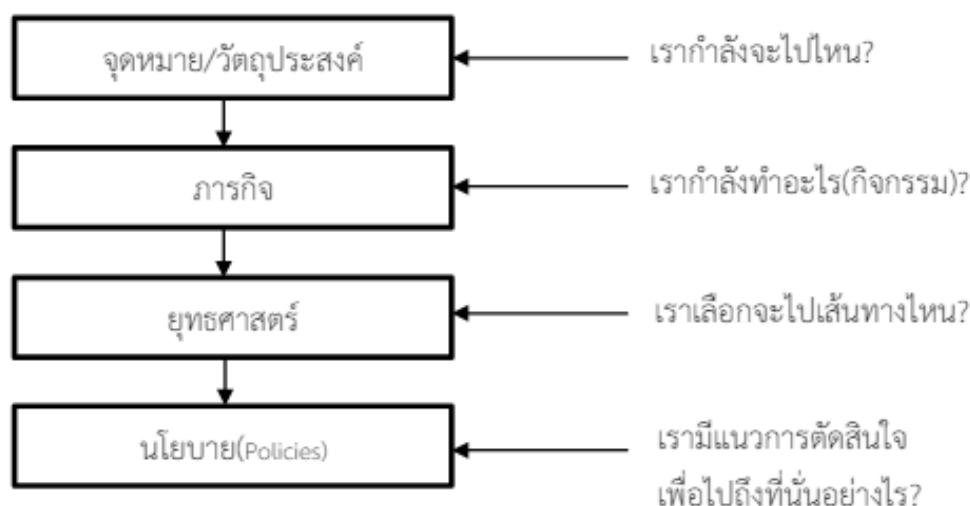 จุดหมาย/วัตถุประสงค์
เรากำลังจะไปไหน?
ภารกิจ
เรากำลังทำอะไร(กิจกรรม)?
ยุทธศาสตร์
เราเลือกจะไปเส้นทางไหน?
นโยบาย(Policies)
เรามีแนวการตัดสินใจ
เพื่อไปถึงที่นั่นอย่างไร?